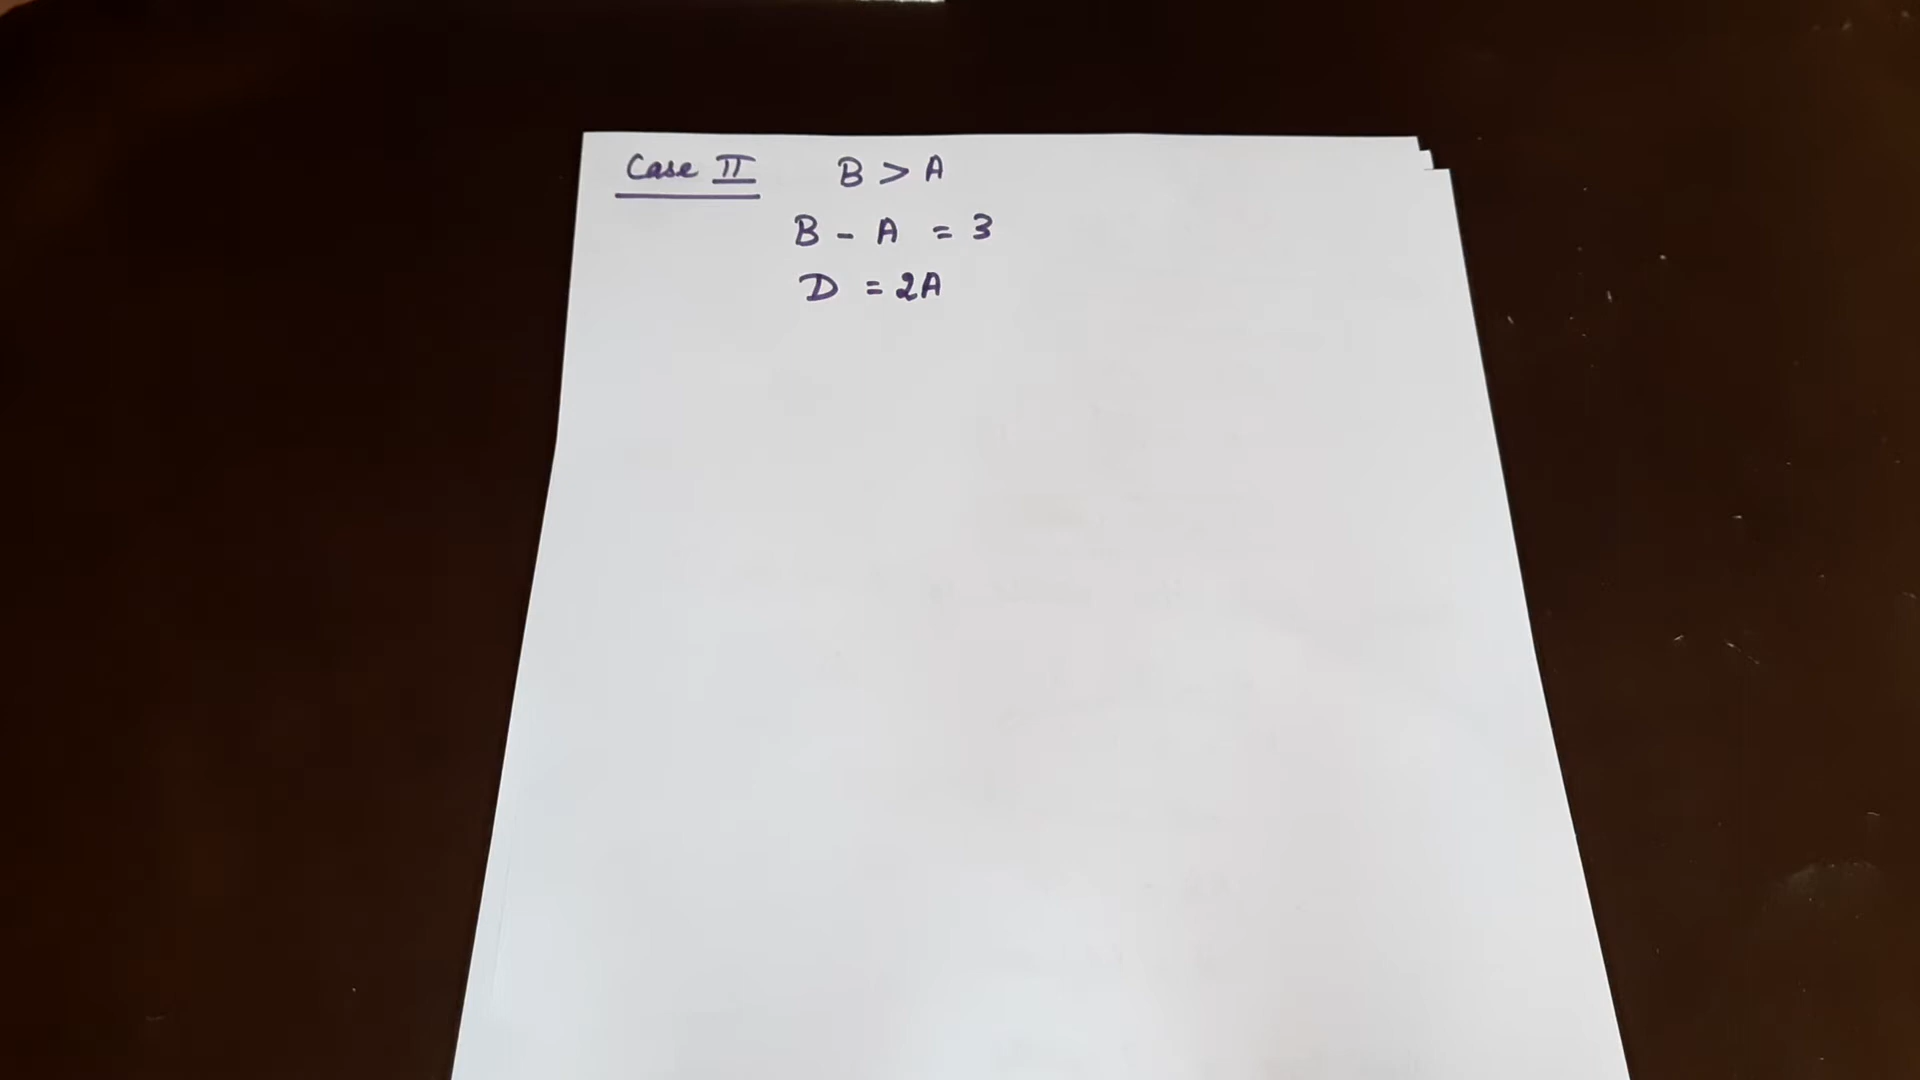 Case II B > A
B - A = 3
D = 2A